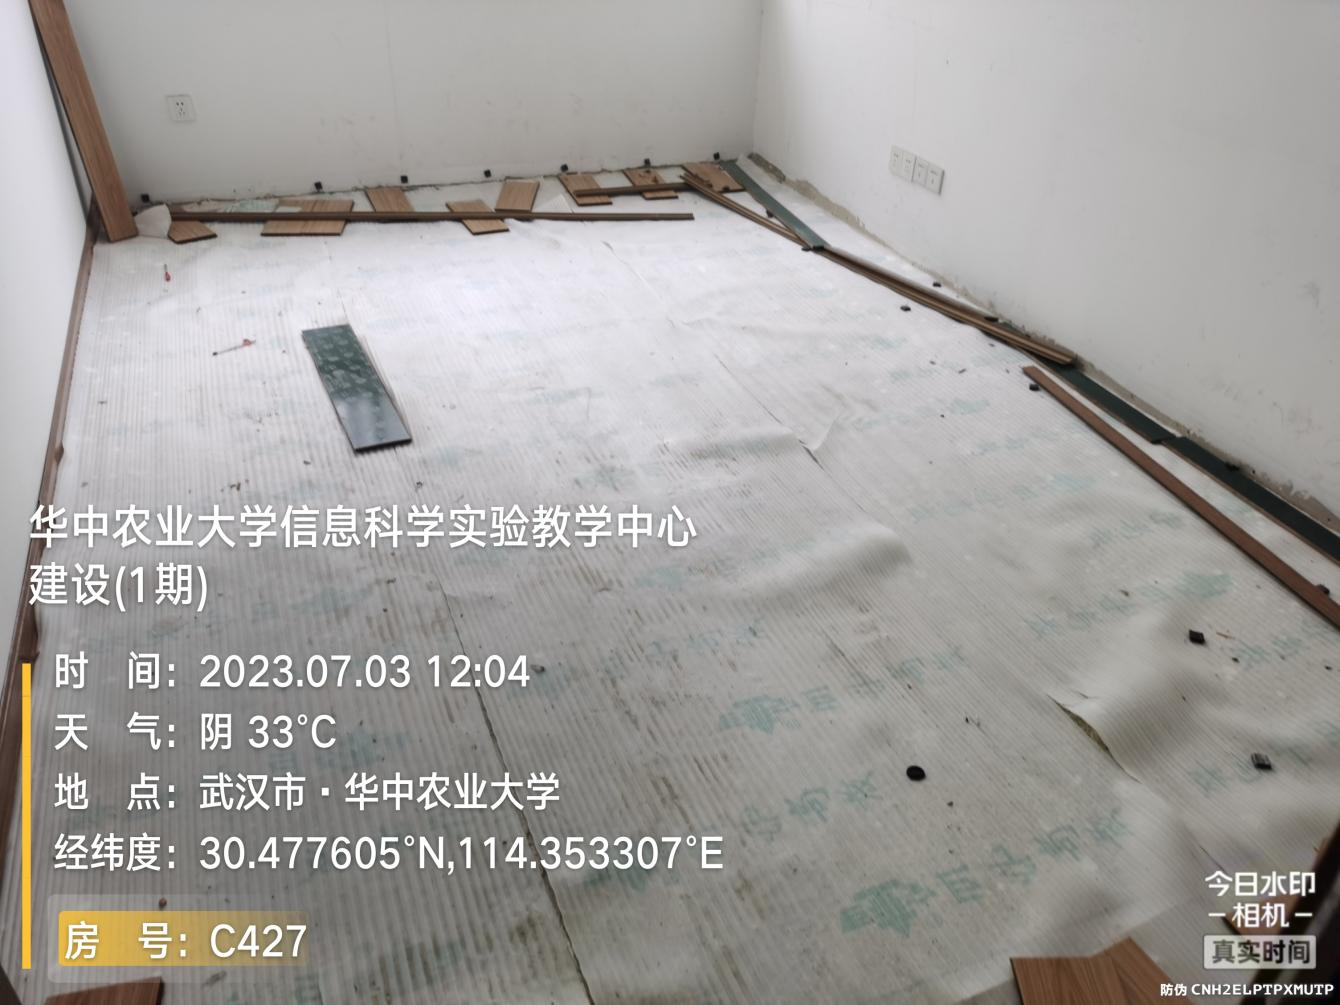 华中农业大学信息科学实验教学中心
建设(1期)
时 间：2023.07.03 12:04
天 气：阴 33°C
地 点：武汉市·华中农业大学
经纬度：30.477605°N,114.353307°E
房 号：C427
今日水印
相机
真实时间
防伪 CNH2ELPTPXMUTP